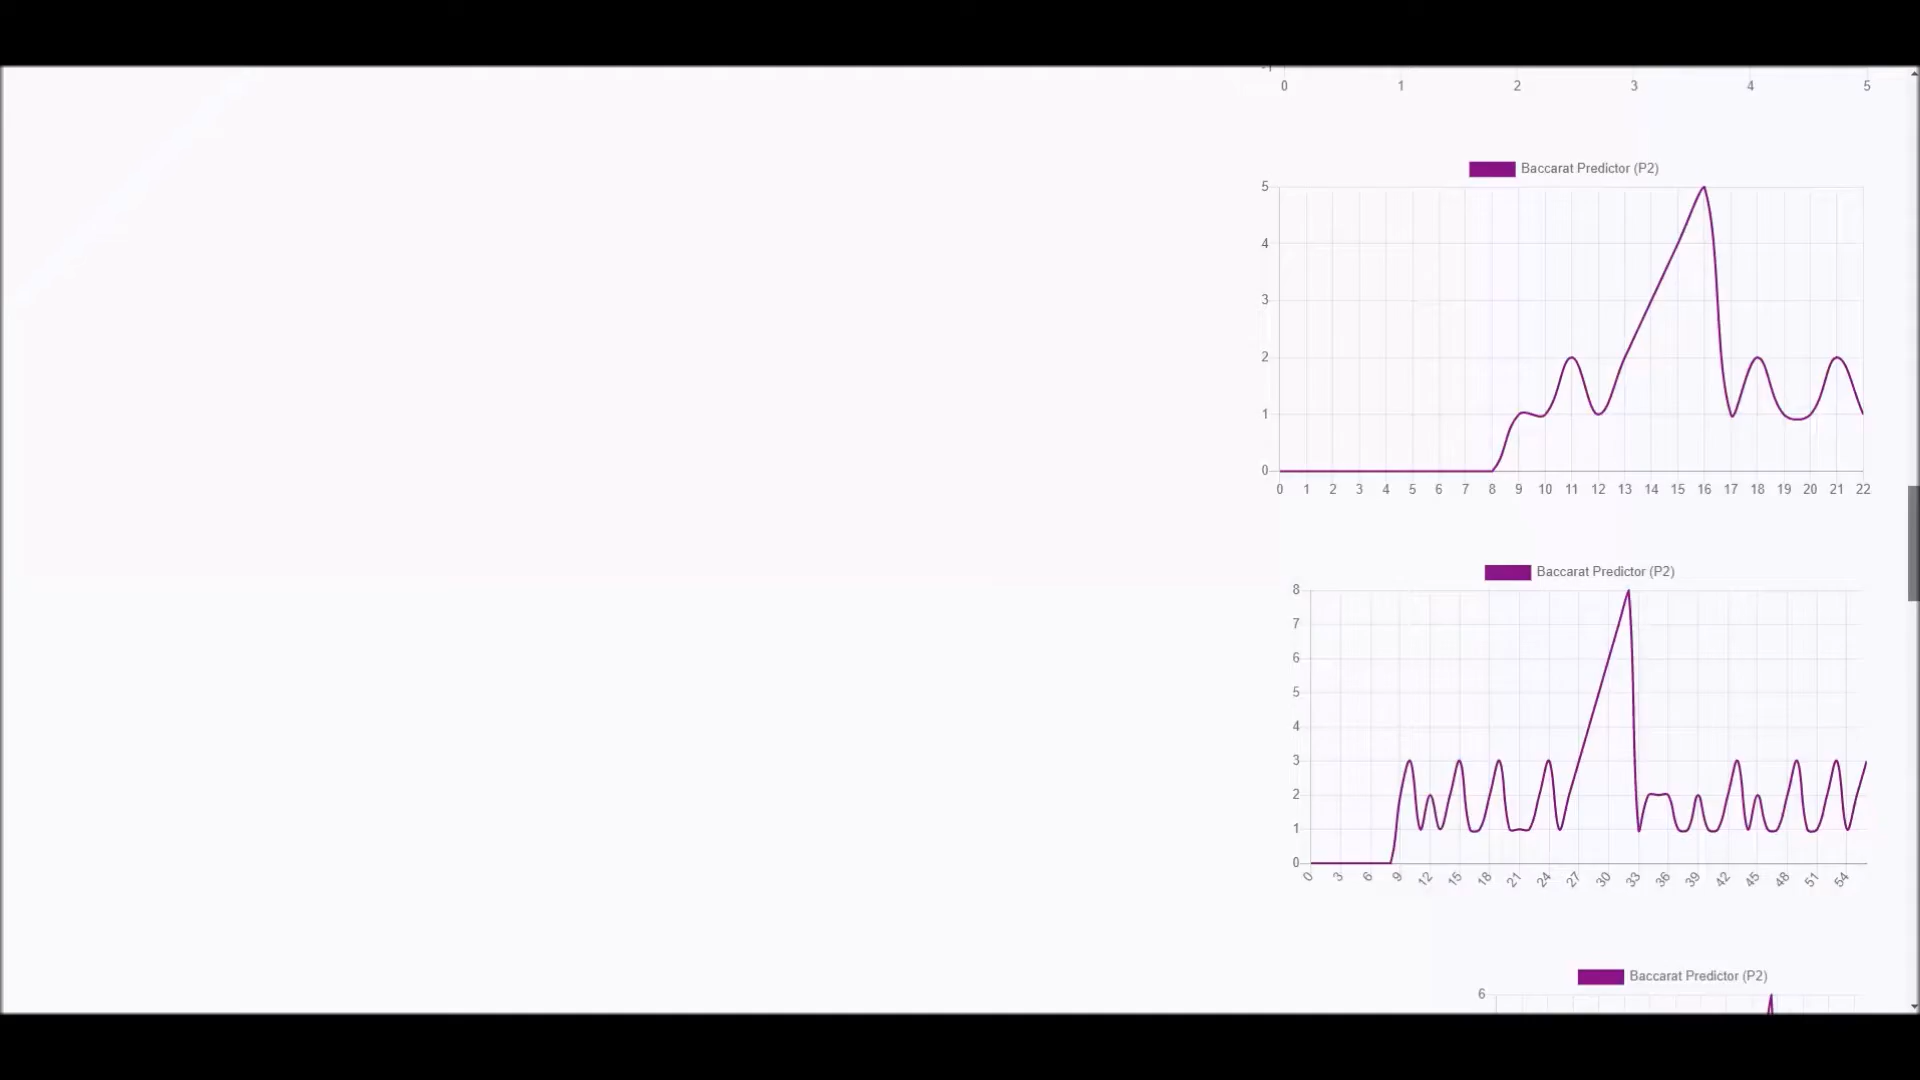 0 1 2 3 4 5
Baccarat Predictor (P2)
5
4
3
2
1
0
0 1 2 3 4 5 6 7 8 9 10 11 12 13 14 15 16 17 18 19 20 21 22
Baccarat Predictor (P2)
8
7
6
5
4
3
2
1
0
0 3 6 9 12 15 18 21 24 27 30 33 36 39 42 45 48 51 54
Baccarat Predictor (P2)
6